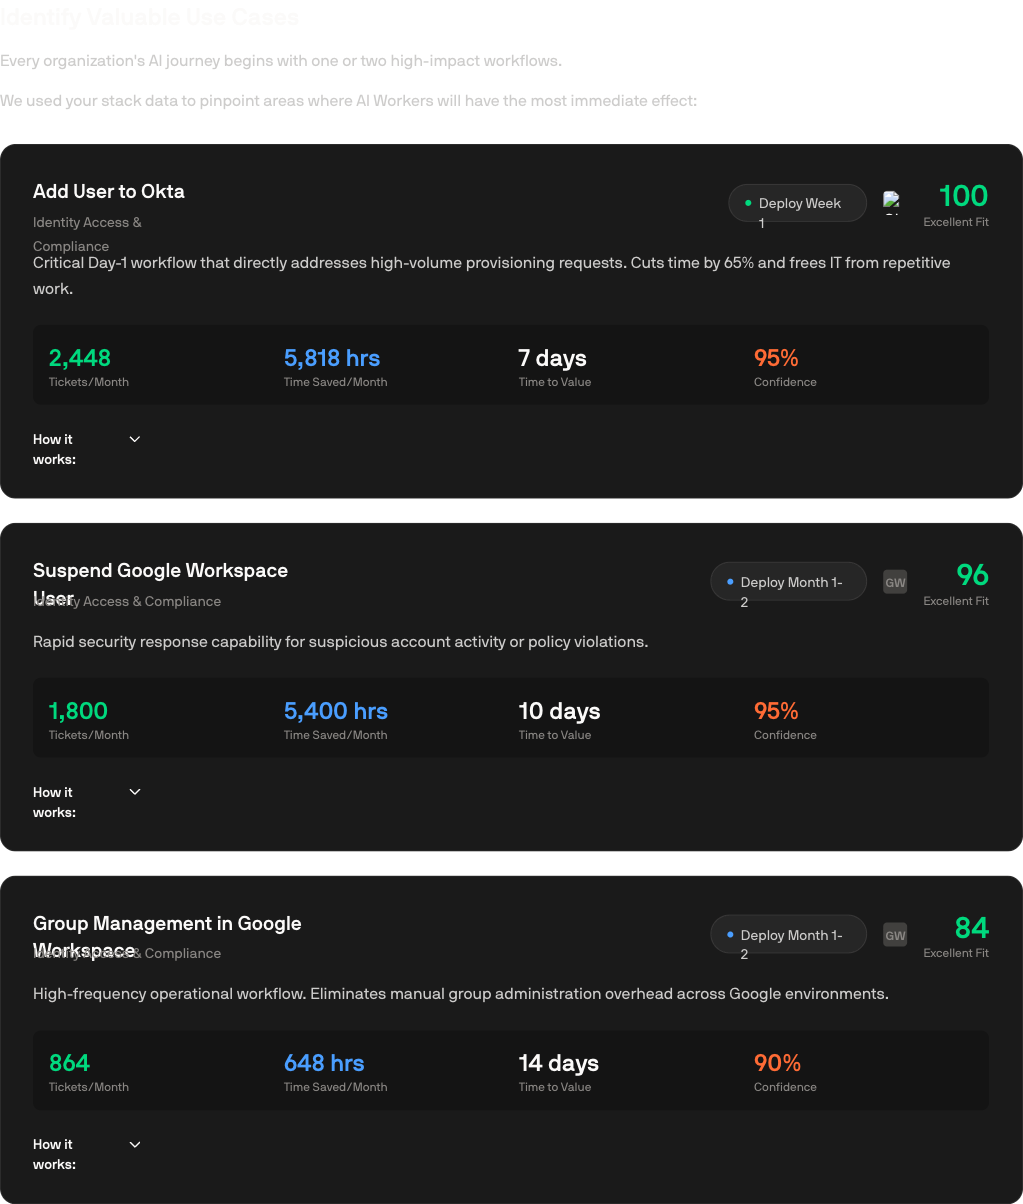 Identify Valuable Use Cases
Every organization's AI journey begins with one or two high-impact workflows.
We used your stack data to pinpoint areas where AI Workers will have the most immediate effect:
Add User to Okta
Identity Access &
Compliance
Deploy Week
1
100
Excellent Fit
Critical Day-1 workflow that directly addresses high-volume provisioning requests. Cuts time by 65% and frees IT from repetitive
work.
2,448
Tickets/Month
5,818 hrs
Time Saved/Month
7 days
Time to Value
95%
Confidence
How it
works:
Suspend Google Workspace
User
Identity Access & Compliance
Deploy Month 1-
2
GW
96
Excellent Fit
Rapid security response capability for suspicious account activity or policy violations.
1,800
Tickets/Month
5,400 hrs
Time Saved/Month
10 days
Time to Value
95%
Confidence
How it
works:
Group Management in Google
Workspace
Identity Access & Compliance
Deploy Month 1-
2
GW
84
Excellent Fit
High-frequency operational workflow. Eliminates manual group administration overhead across Google environments.
864
Tickets/Month
648 hrs
Time Saved/Month
14 days
Time to Value
90%
Confidence
How it
works: